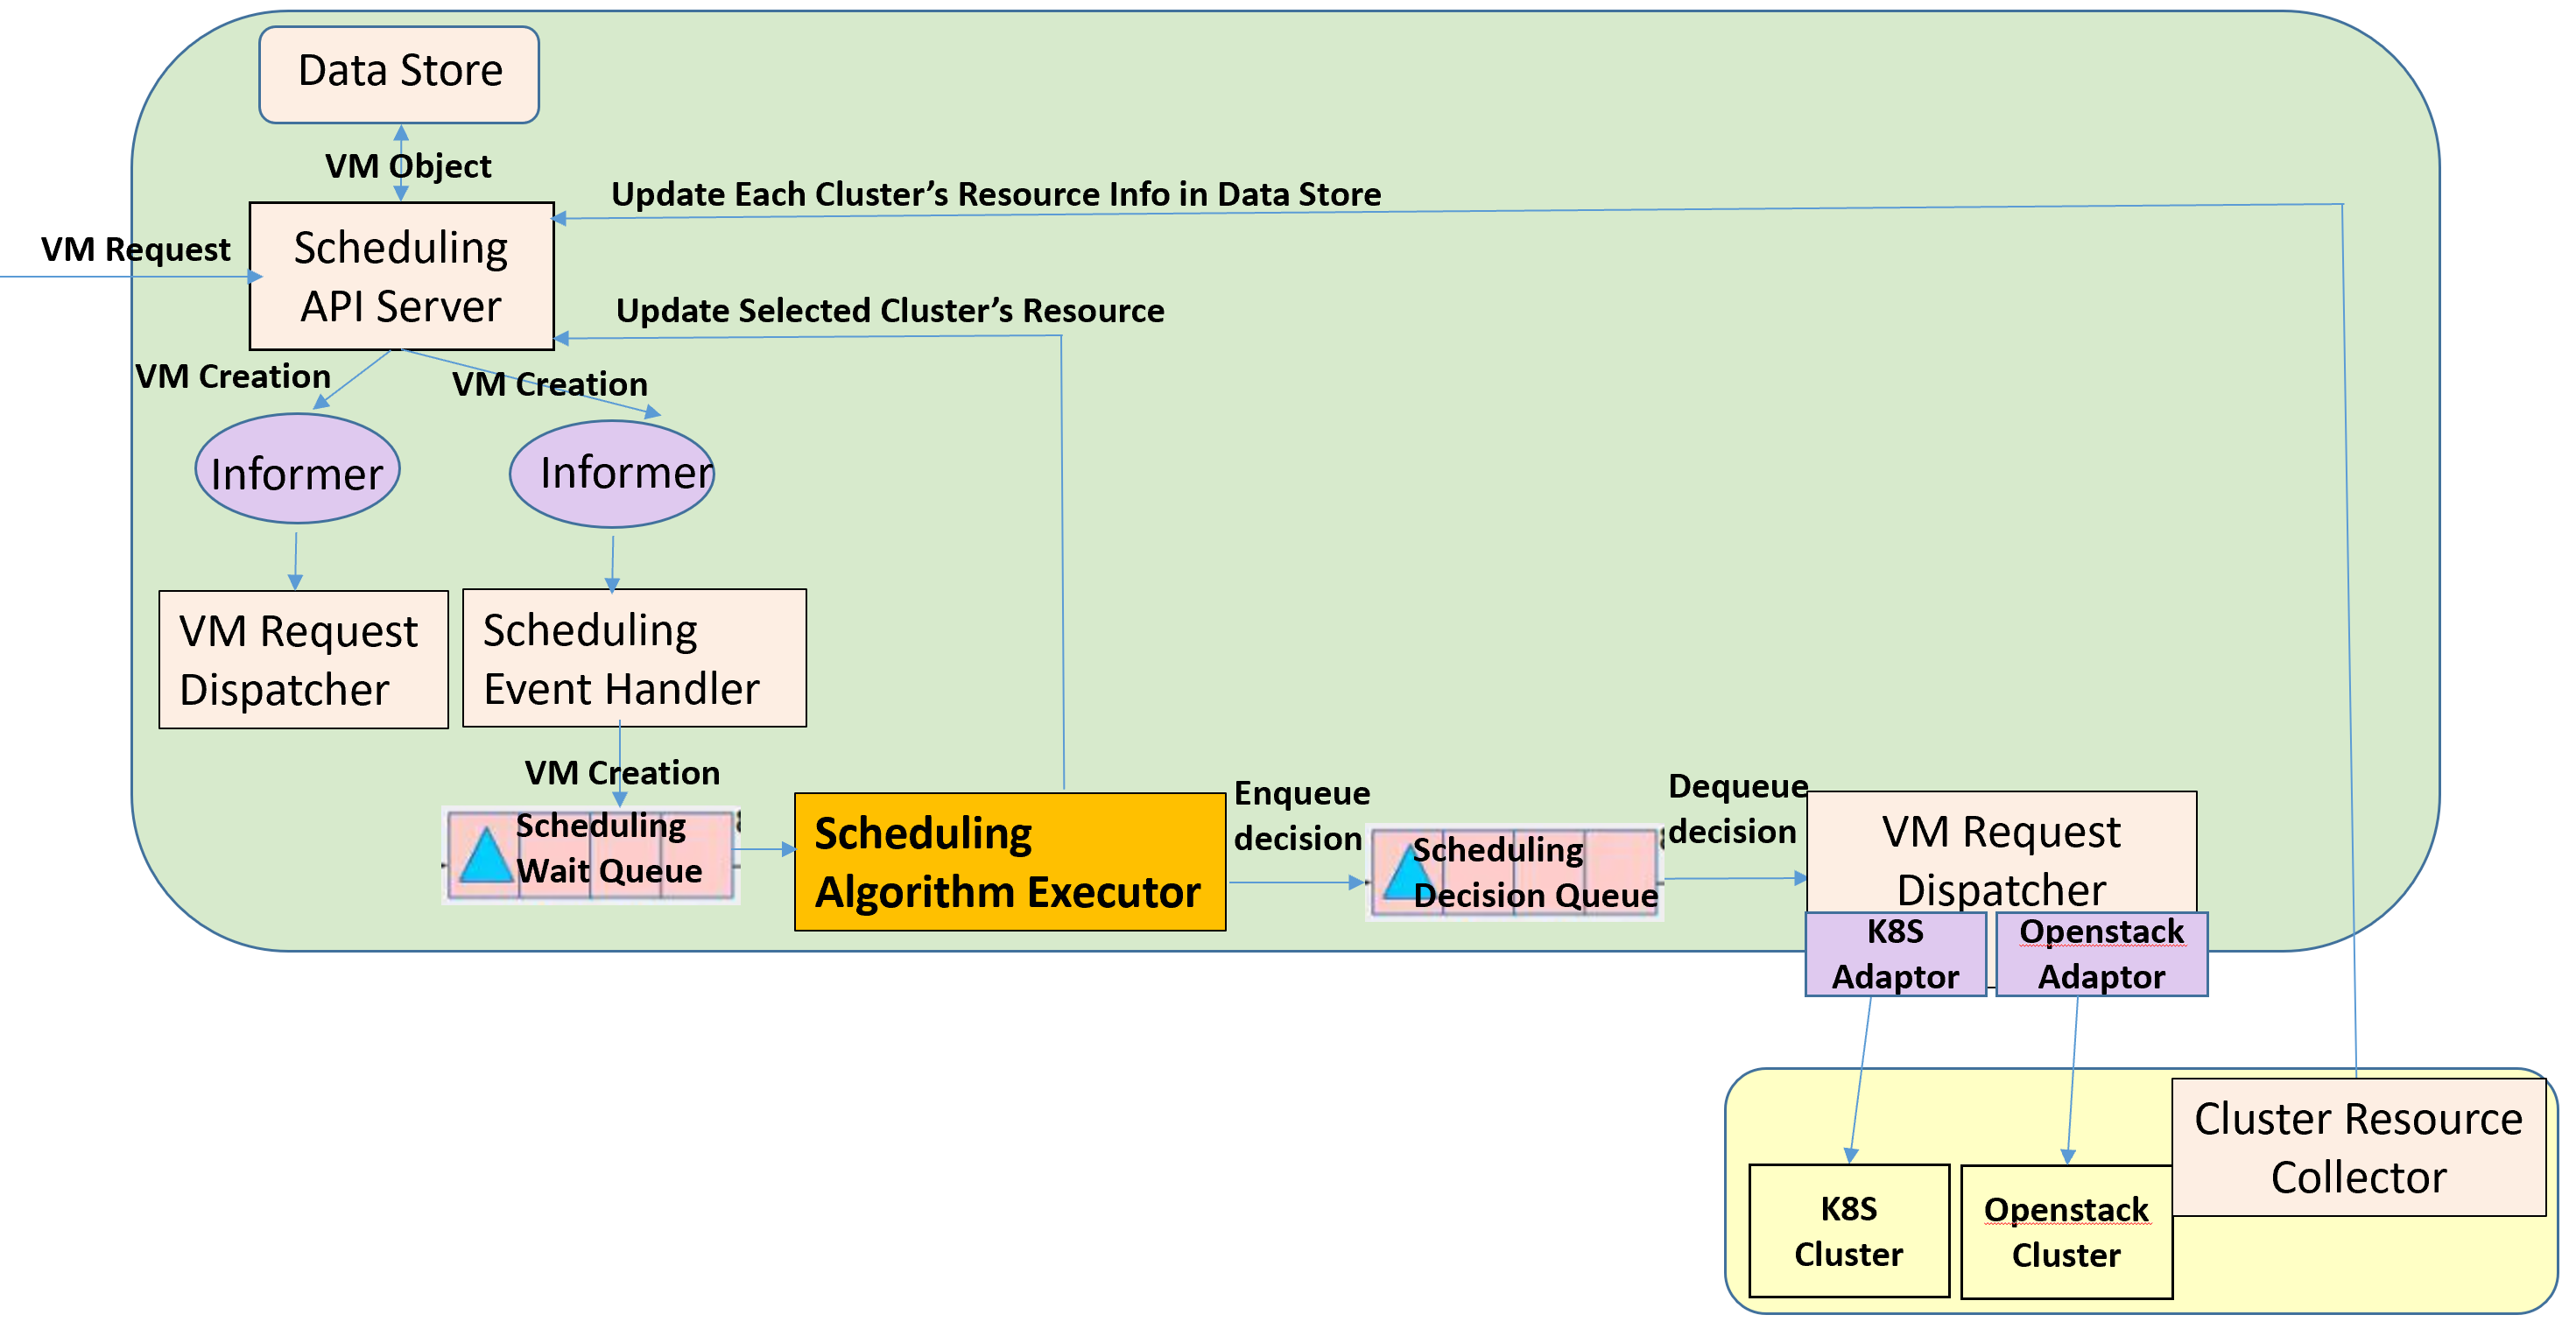 Data Store
VM Object
Update Each Cluster’s Resource Info in Data Store
VM Request
Scheduling
API Server
Update Selected Cluster’s Resource
VM Creation
VM Creation
Informer
Informer
VM Request
Dispatcher
Scheduling
Event Handler
VM Creation
Scheduling
Wait Queue
Scheduling
Algorithm Executor
Enqueue
decision
Scheduling
Decision Queue
Dequeue
decision
VM Request
Dispatcher
K8S
Adaptor
Openstack
Adaptor
Cluster Resource
Collector
K8S
Cluster
Openstack
Cluster